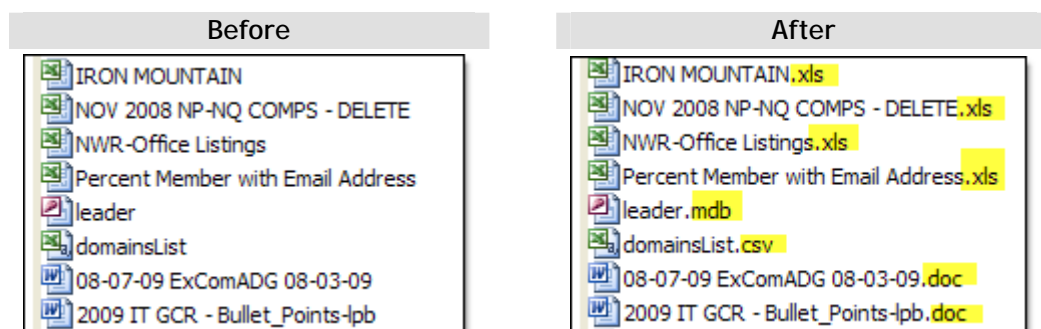 Before
IRON MOUNTAIN
NOV 2008 NP-NQ COMPS - DELETE
NWR-Office Listings
Percent Member with Email Address
leader
domainsList
08-07-09 ExComADG 08-03-09
2009 IT GCR - Bullet_Points-lpb
After
IRON MOUNTAIN.xls
NOV 2008 NP-NQ COMPS - DELETE.xls
NWR-Office Listings.xls
Percent Member with Email Address.xls
leader.mdb
domainsList.csv
08-07-09 ExComADG 08-03-09.doc
2009 IT GCR - Bullet_Points-lpb.doc